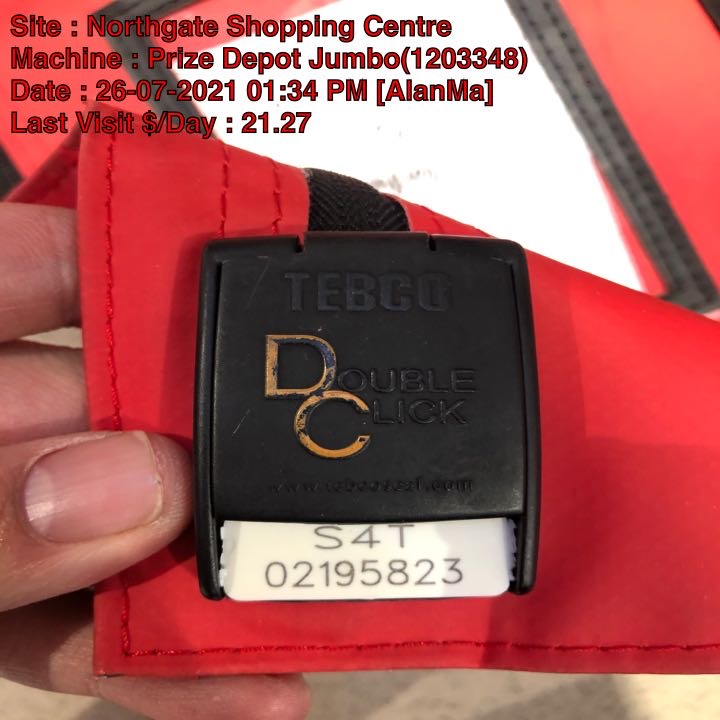 Site : Northgate Shopping Centre
Machine : Prize Depot Jumbo(1203348)
Date : 26-07-2021 01:34 PM [AlanMa]
Last Visit $/Day : 21.27
TEBCO
DOUBLE
CLICK
S4T
02195823